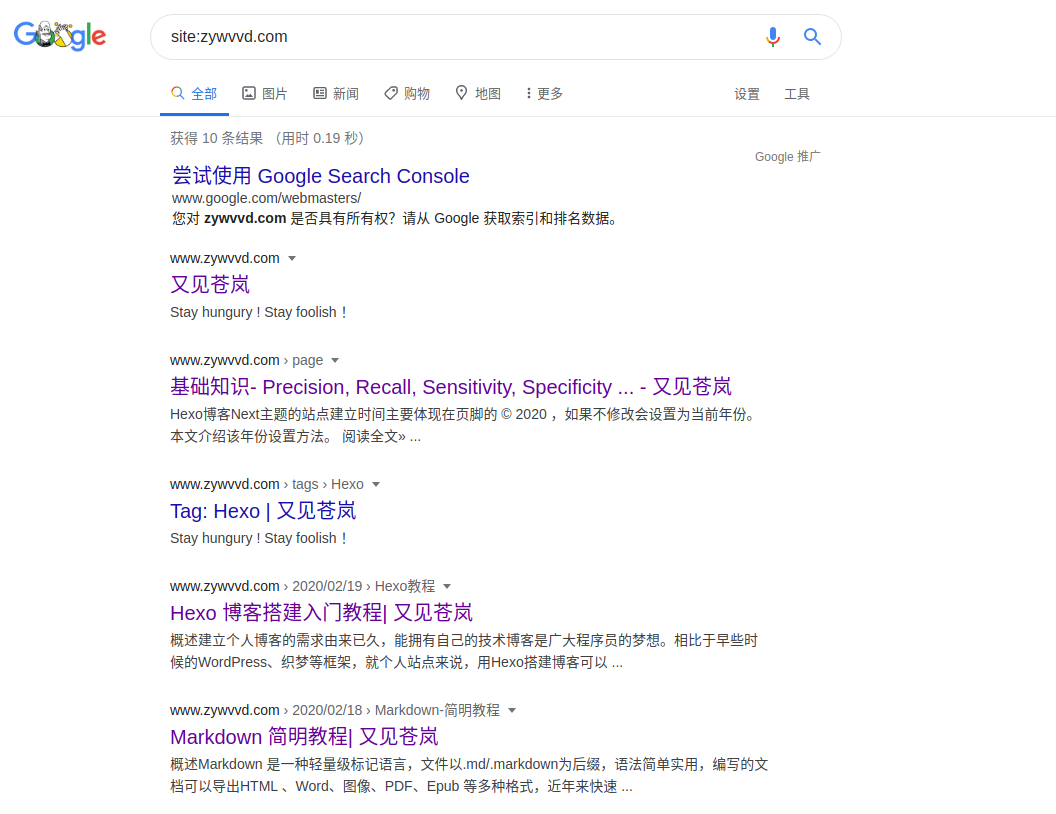 Google
site:zywvvd.com
全部 图片 新闻 购物 地图 更多 设置 工具
获得 10 条结果 （用时 0.19 秒）
Google 推广
尝试使用 Google Search Console
www.google.com/webmasters/
您对 zywvvd.com 是否具有所有权？请从 Google 获取索引和排名数据。
www.zywvvd.com
又见苍岚
Stay hungury ! Stay foolish！
www.zywvvd.com › page
基础知识- Precision, Recall, Sensitivity, Specificity ... - 又见苍岚
Hexo博客Next主题的站点建立时间主要体现在页脚的 © 2020 ，如果不修改会设置为当前年份。
本文介绍该年份设置方法。 阅读全文» ...
www.zywvvd.com › tags › Hexo
Tag: Hexo | 又见苍岚
Stay hungury ! Stay foolish！
www.zywvvd.com › 2020/02/19 › Hexo教程
Hexo 博客搭建入门教程| 又见苍岚
概述建立个人博客的需求由来已久，能拥有自己的技术博客是广大程序员的梦想。相比于早些时
候的WordPress、织梦等框架，就个人站点来说，用Hexo搭建博客可以 ...
www.zywvvd.com › 2020/02/18 › Markdown-简明教程
Markdown 简明教程| 又见苍岚
概述Markdown 是一种轻量级标记语言，文件以.md/.markdown为后缀，语法简单实用，编写的文
档可以导出HTML 、Word、图像、PDF、Epub 等多种格式，近年来快速 ...